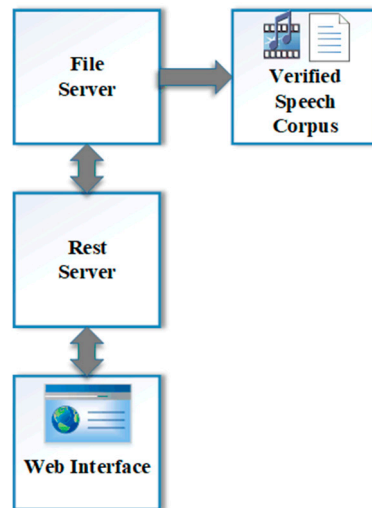 File
Server
Verified
Speech
Corpus
Rest
Server
Web Interface